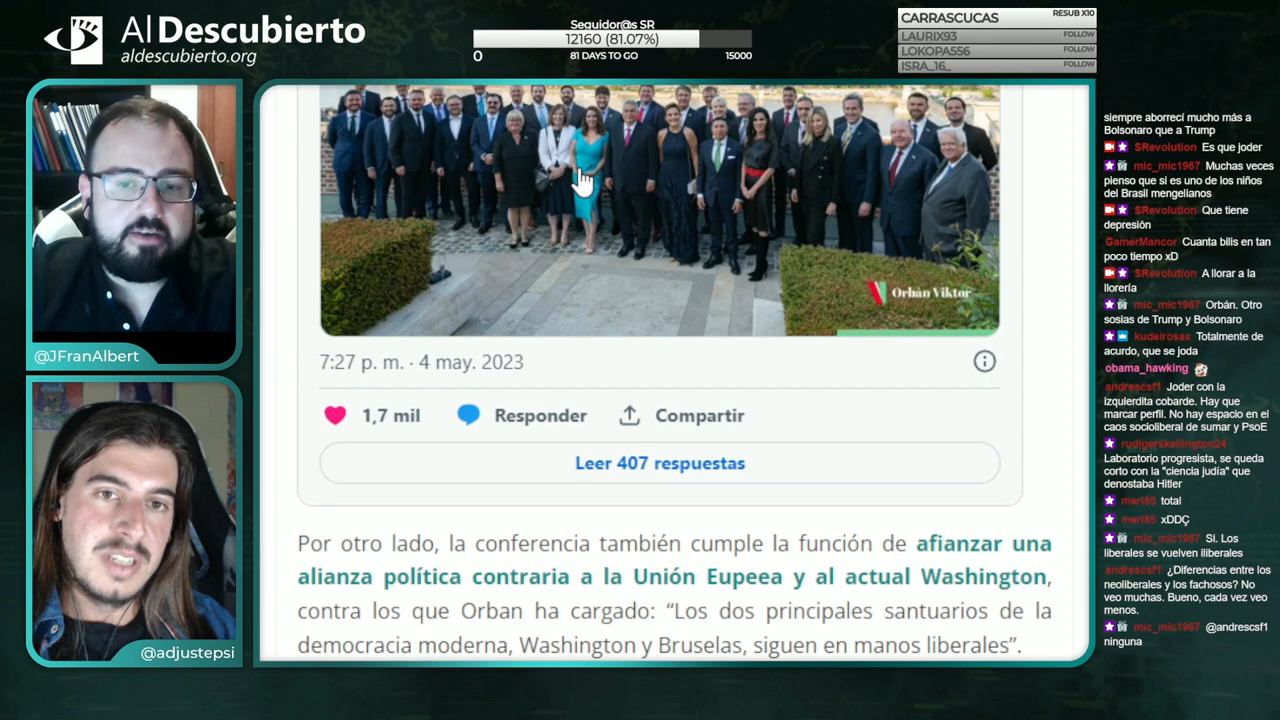 Al Descubierto
aldescubierto.org
Seguidor@s SR
12160 (81.07%)
0
81 DAYS TO GO
15000
CARRASCUCAS
RESUB X10
LAURIX93
FOLLOW
LOKOPA556
FOLLOW
ISRA_16_
FOLLOW
@JFranAlbert
@adjustepsi
Orbán Viktor
7:27 p. m. · 4 may. 2023
1,7 mil
Responder
Compartir
Leer 407 respuestas
Por otro lado, la conferencia también cumple la función de afianzar una
alianza política contraria a la Unión Eupeea y al actual Washington,
contra los que Orban ha cargado: “Los dos principales santuarios de la
democracia moderna, Washington y Bruselas, siguen en manos liberales”.
siempre aborrecí mucho más a
Bolsonaro que a Trump
SRevolution Es que joder
mic_mic1967 Muchas veces
pienso que si es uno de los niños
del Brasil mengelianos
SRevolution Que tiene
depresión
GamerMancor Cuanta bilis en tan
poco tiempo xD
SRevolution A llorar a la
llorería
mic_mic1967 Orbán. Otro
sosias de Trump y Bolsonaro
kudeirosax Totalmente de
acurdo, que se joda
obama_hawking
andrescsf1 Joder con la
izquierdita cobarde. Hay que
marcar perfil. No hay espacio en el
caos socioliberal de sumar y PsoE
rudigerskellington24
Laboratorio progresista, se queda
corto con la "ciencia judía" que
denostaba Hitler
meri85 total
meri85 xDDÇ
mic_mic1967 Si. Los
liberales se vuelven iliberales
andrescsf1 ¿Diferencias entre los
neoliberales y los fachosos? No
veo muchas. Bueno, cada vez veo
menos.
mic_mic1967 @andrescsf1
ninguna